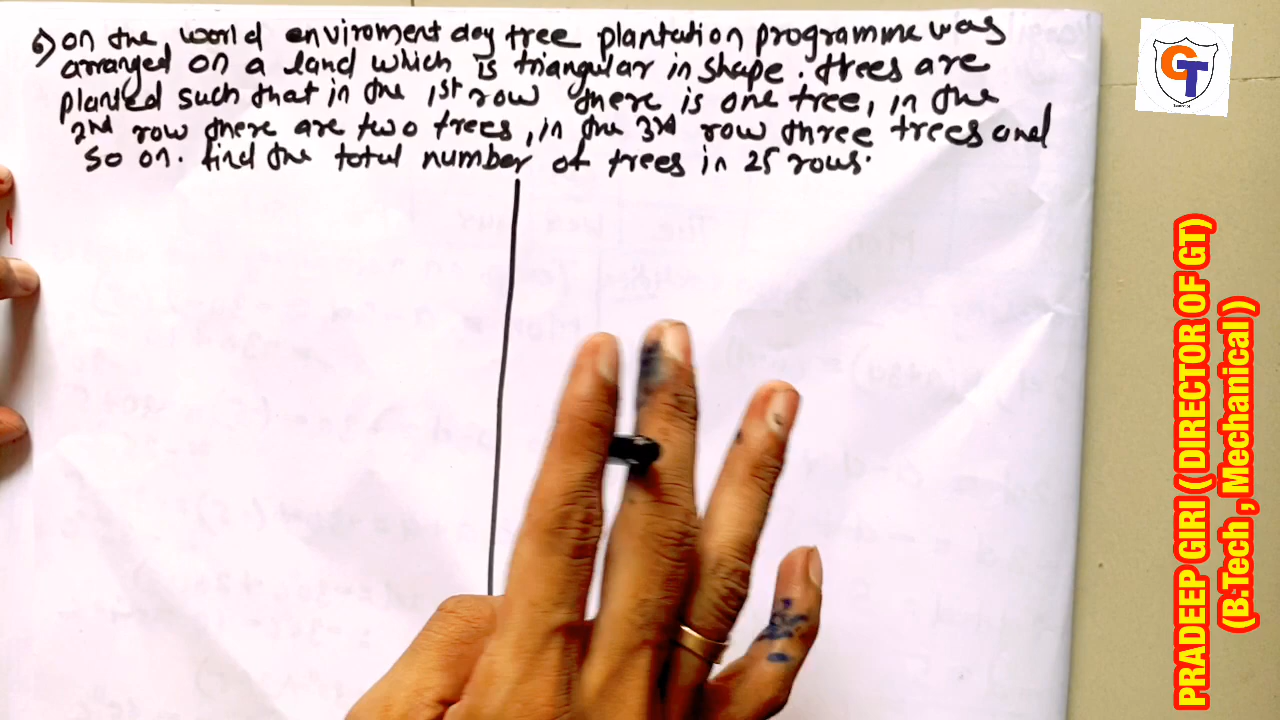 6) on the world enviroment day tree plantation programme was
arranged on a land which is triangular in shape. trees are
planted such that in the 1st row there is one tree, in the
2nd row there are two trees, in the 3rd row three trees and
so on. find the total number of trees in 25 rows.
GT
PRADEEP GIRI ( DIRECTOR OF GT)
(B.Tech , Mechanical )